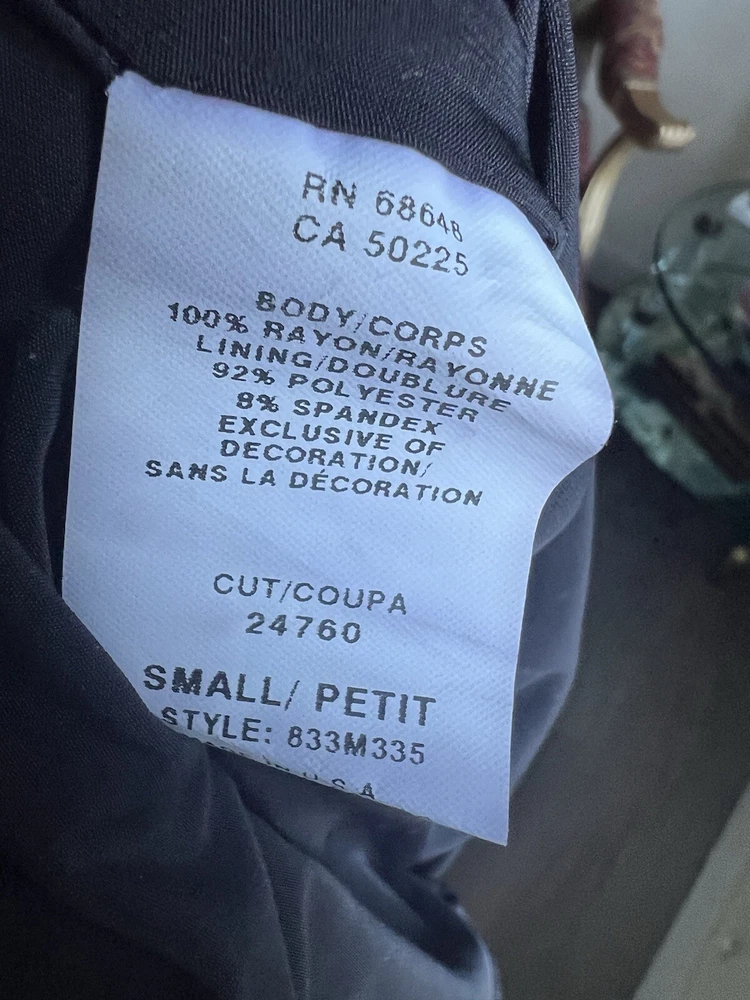 RN 68648
CA 50225
BODY/CORPS
100% RAYON/RAYONNE
LINING/DOUBLURE
92% POLYESTER
8% SPANDEX
EXCLUSIVE OF
DECORATION/
SANS LA DÉCORATION
CUT/COUPA
24760
SMALL/ PETIT
STYLE: 833M335
U.S.A